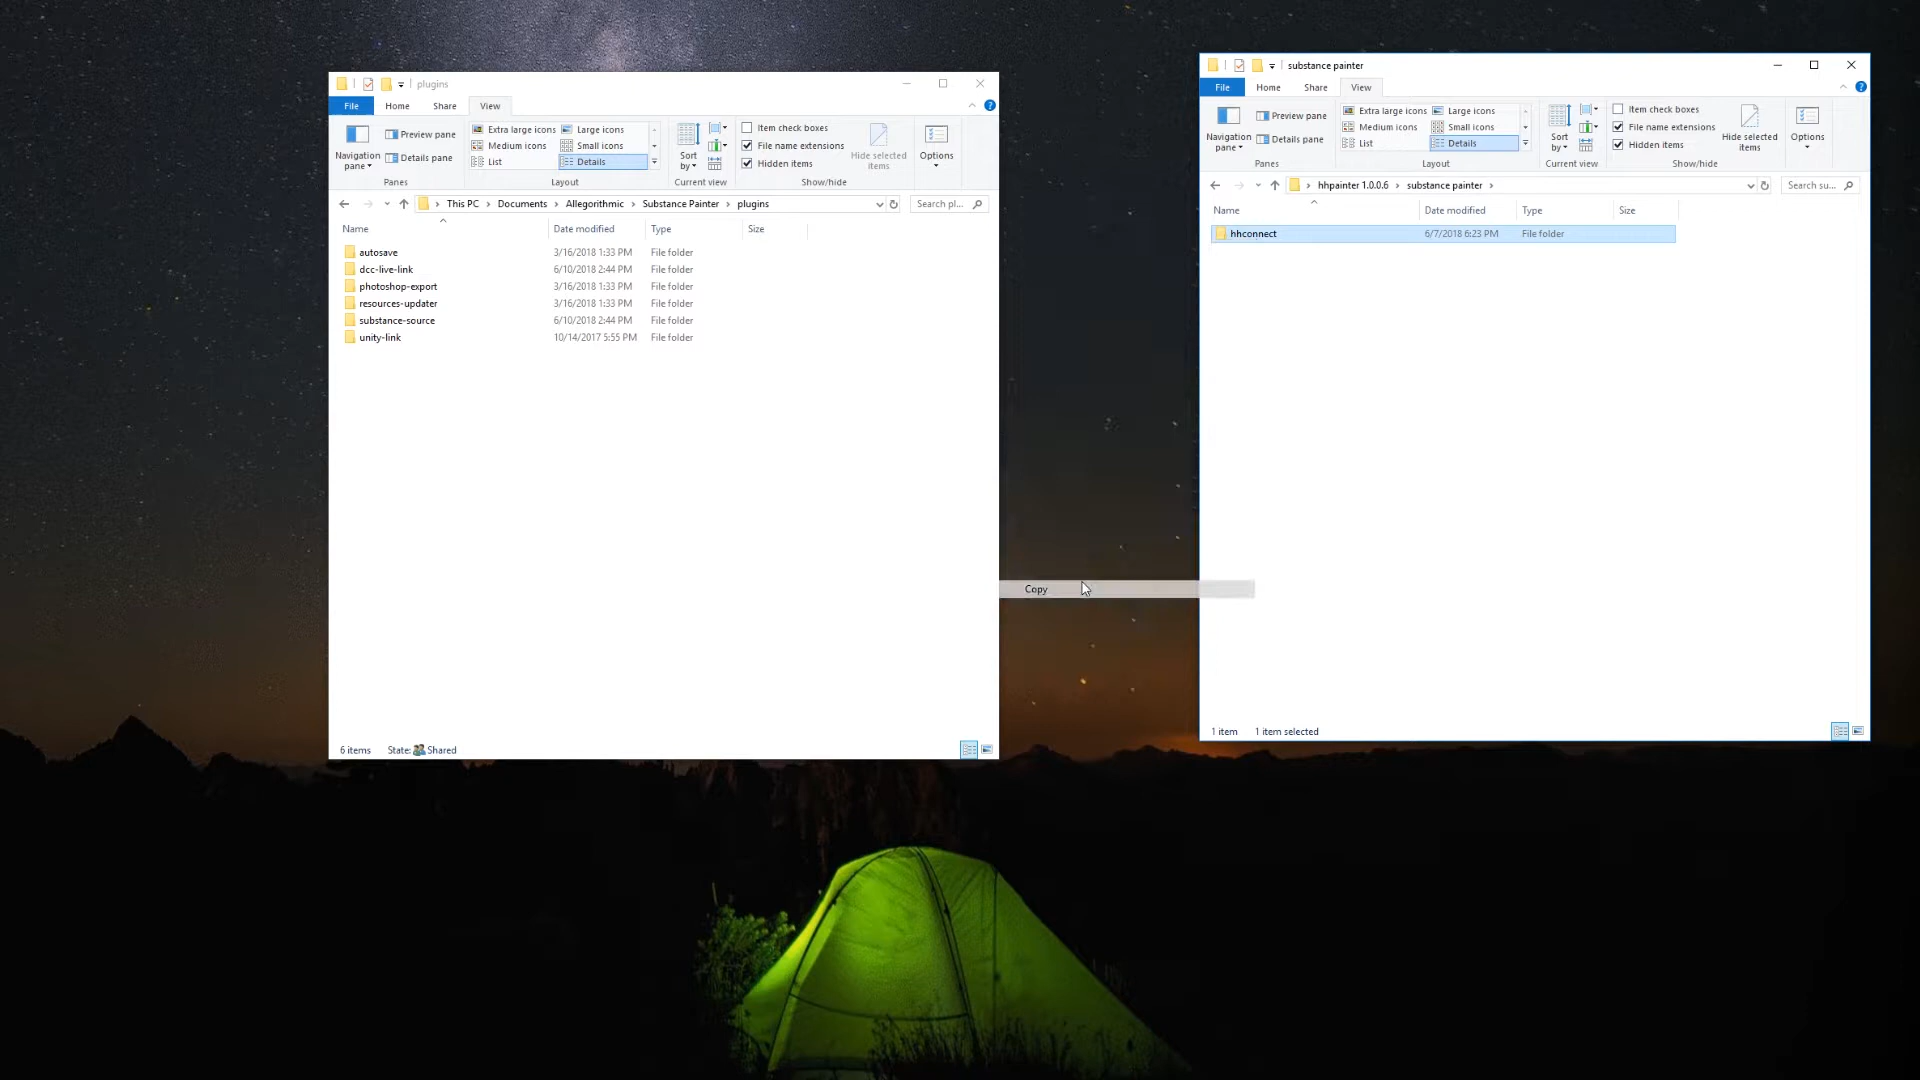 plugins
File Home Share View
Navigation pane
Preview pane
Details pane
Panes
Extra large icons Large icons
Medium icons Small icons
List Details
Layout
Sort by
Current view
Item check boxes
File name extensions
Hidden items
Hide selected items
Show/hide
Options
This PC Documents Allegorithmic Substance Painter plugins
Search pl...
Name Date modified Type Size
autosave 3/16/2018 1:33 PM File folder
dcc-live-link 6/10/2018 2:44 PM File folder
photoshop-export 3/16/2018 1:33 PM File folder
resources-updater 3/16/2018 1:33 PM File folder
substance-source 6/10/2018 2:44 PM File folder
unity-link 10/14/2017 5:55 PM File folder
6 items State: Shared
Copy
substance painter
File Home Share View
Navigation pane
Preview pane
Details pane
Panes
Extra large icons Large icons
Medium icons Small icons
List Details
Layout
Sort by
Current view
Item check boxes
File name extensions
Hidden items
Hide selected items
Show/hide
Options
hhpainter 1.0.0.6 substance painter
Search su...
Name Date modified Type Size
hhconnect 6/7/2018 6:23 PM File folder
1 item 1 item selected